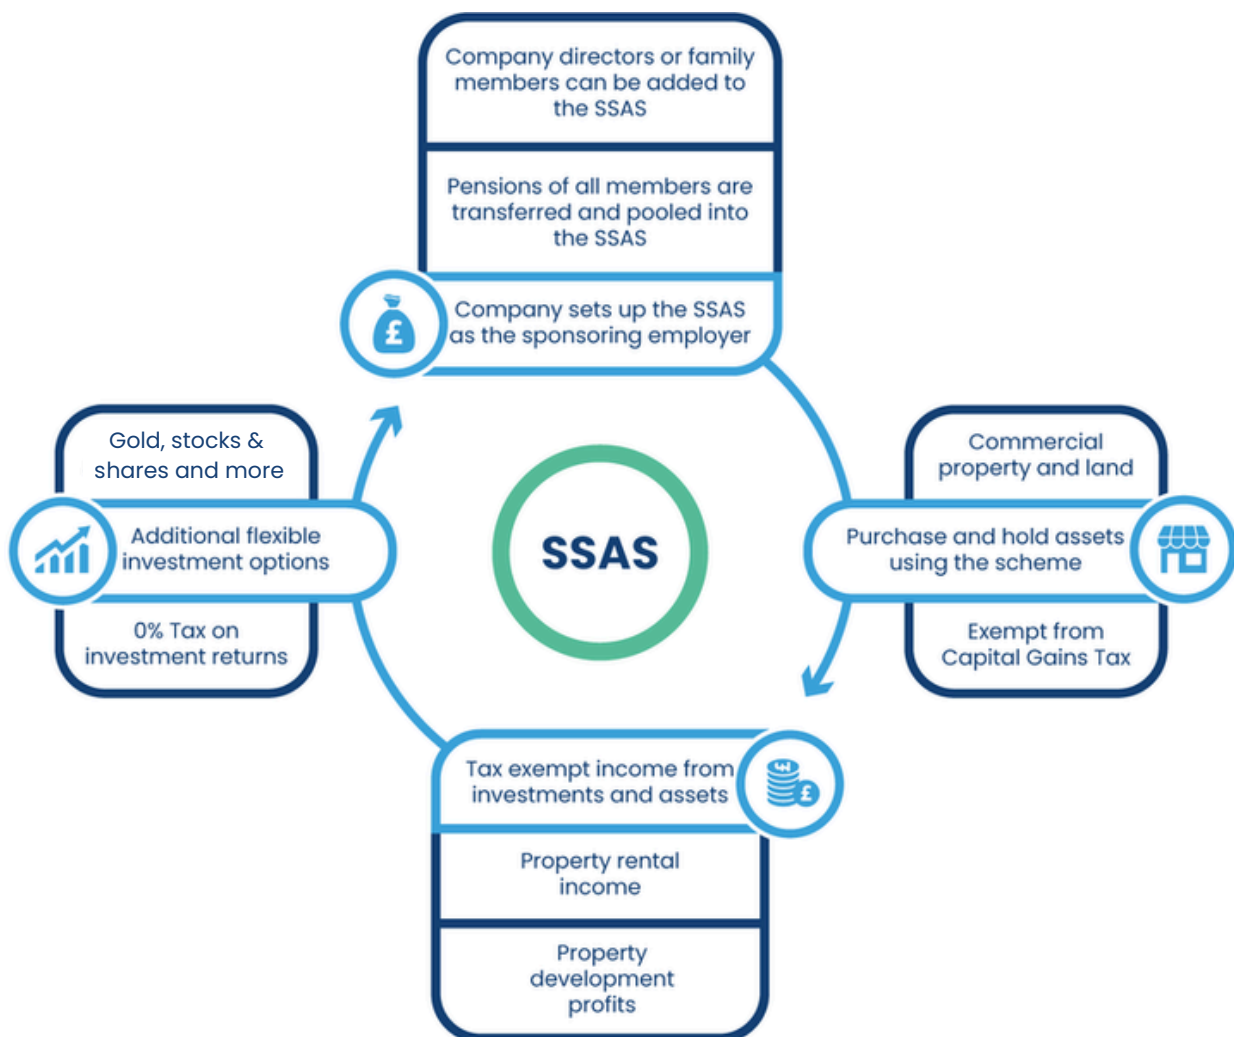 Company directors or family
members can be added to
the SSAS
Pensions of all members are
transferred and pooled into
the SSAS
£
Company sets up the SSAS
as the sponsoring employer
Gold, stocks &
shares and more
Additional flexible
investment options
0% Tax on
investment returns
SSAS
Commercial
property and land
Purchase and hold assets
using the scheme
Exempt from
Capital Gains Tax
Tax exempt income from
investments and assets
£
Property rental
income
Property
development
profits